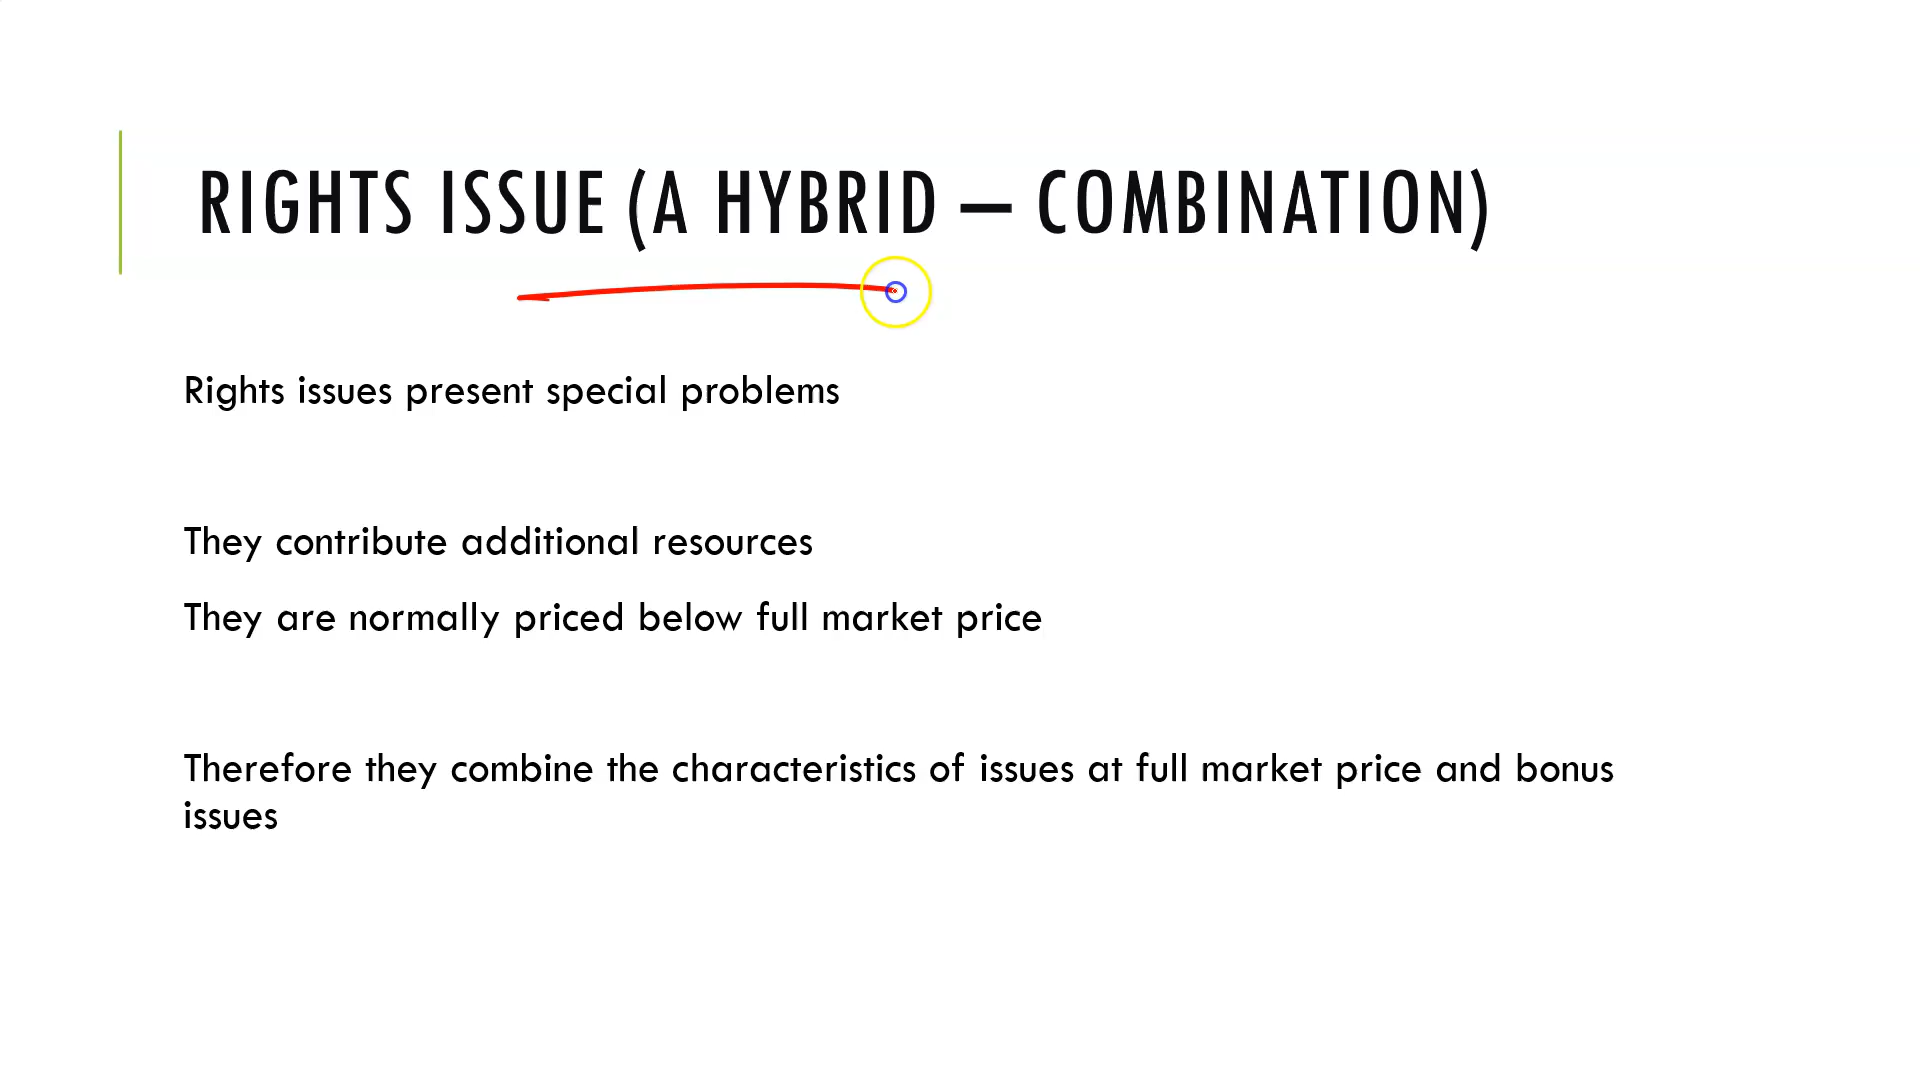 RIGHTS ISSUE (A HYBRID – COMBINATION)
Rights issues present special problems
They contribute additional resources
They are normally priced below full market price
Therefore they combine the characteristics of issues at full market price and bonus
issues